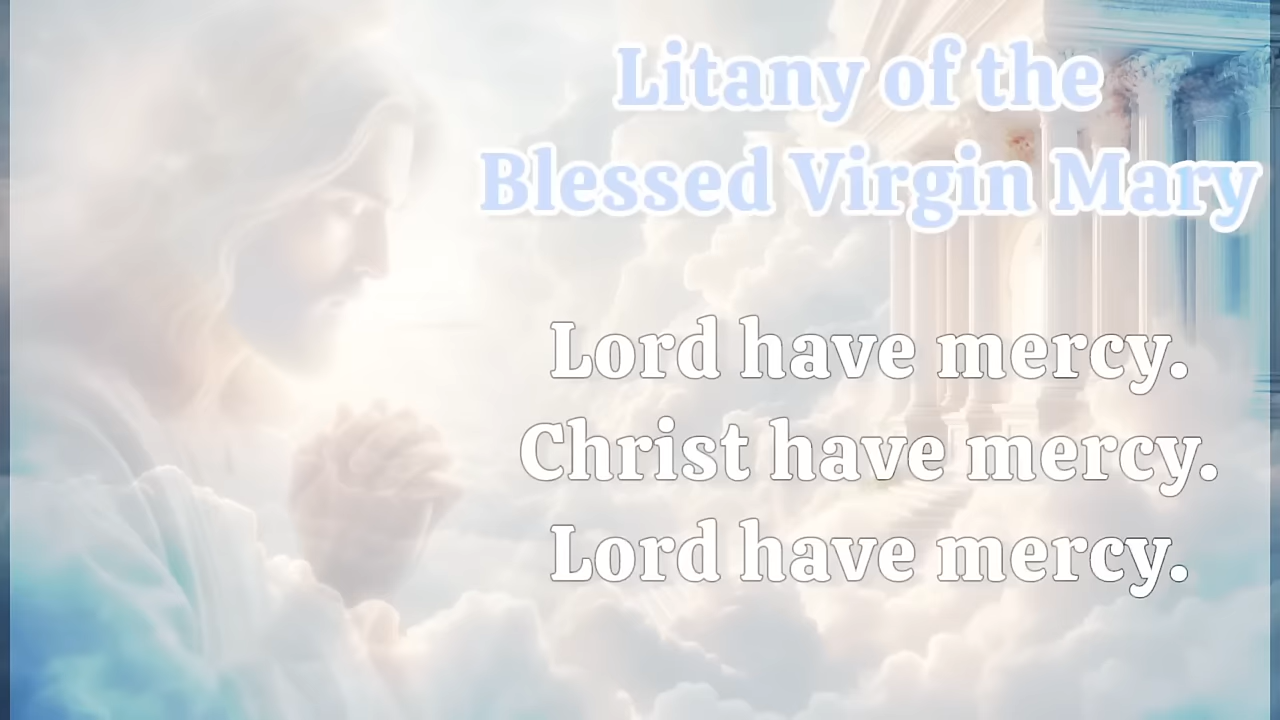 Litany of the
Blessed Virgin Mary
Lord have mercy.
Christ have mercy.
Lord have mercy.